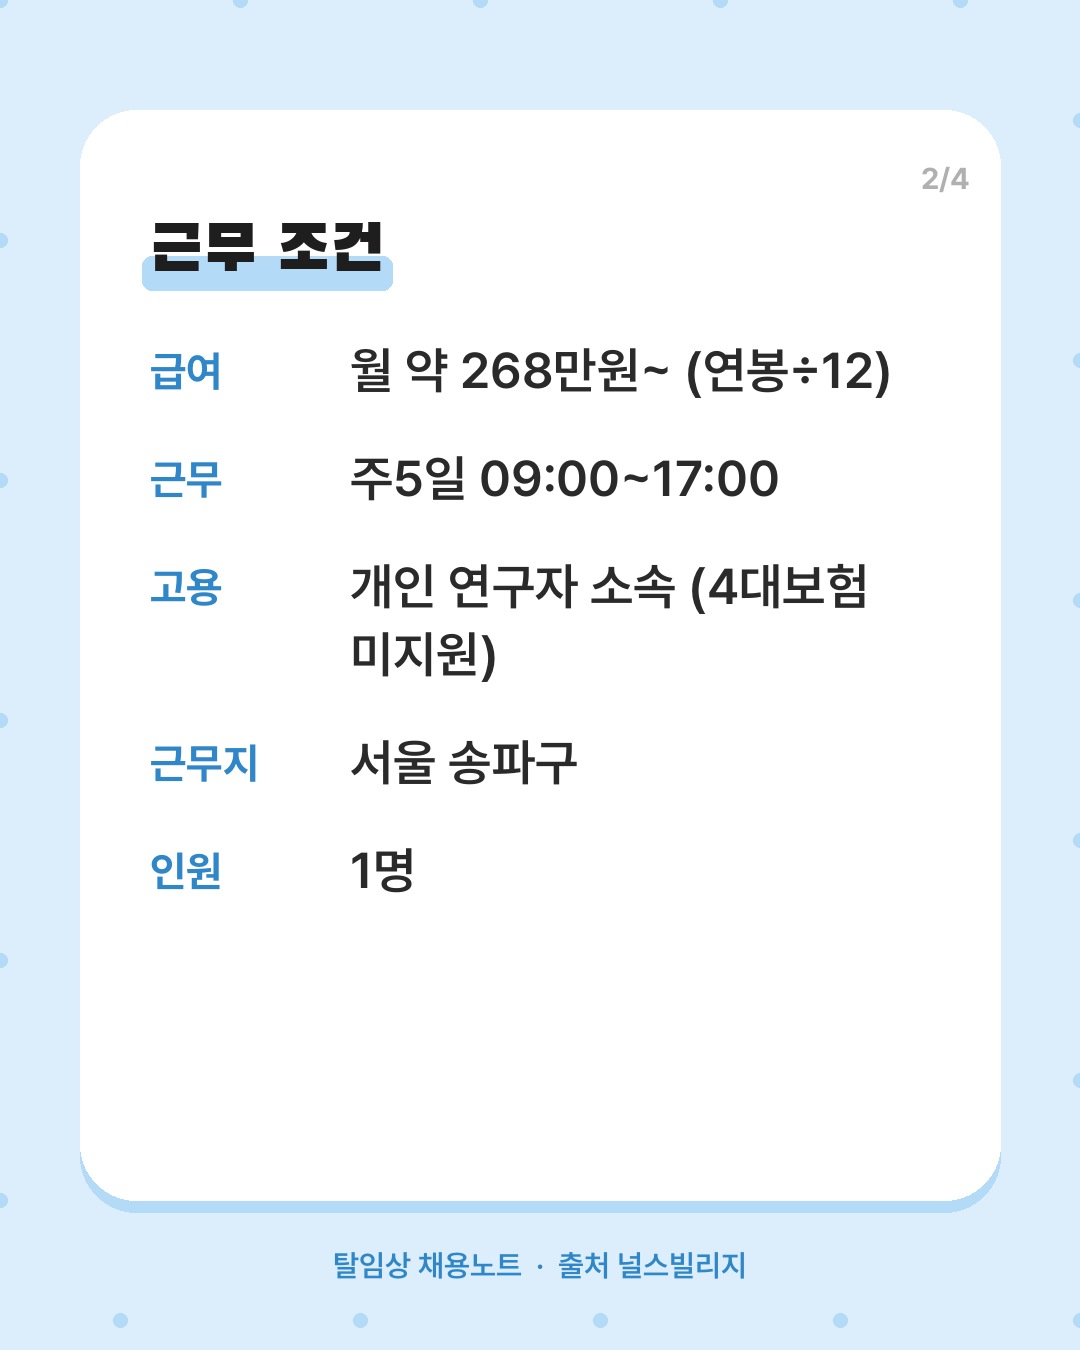 2/4
근무 조건
급여 월 약 268만원~ (연봉÷12)
근무 주5일 09:00~17:00
고용 개인 연구자 소속 (4대보험
미지원)
근무지 서울 송파구
인원 1명
탈임상 채용노트 · 출처 널스빌리지